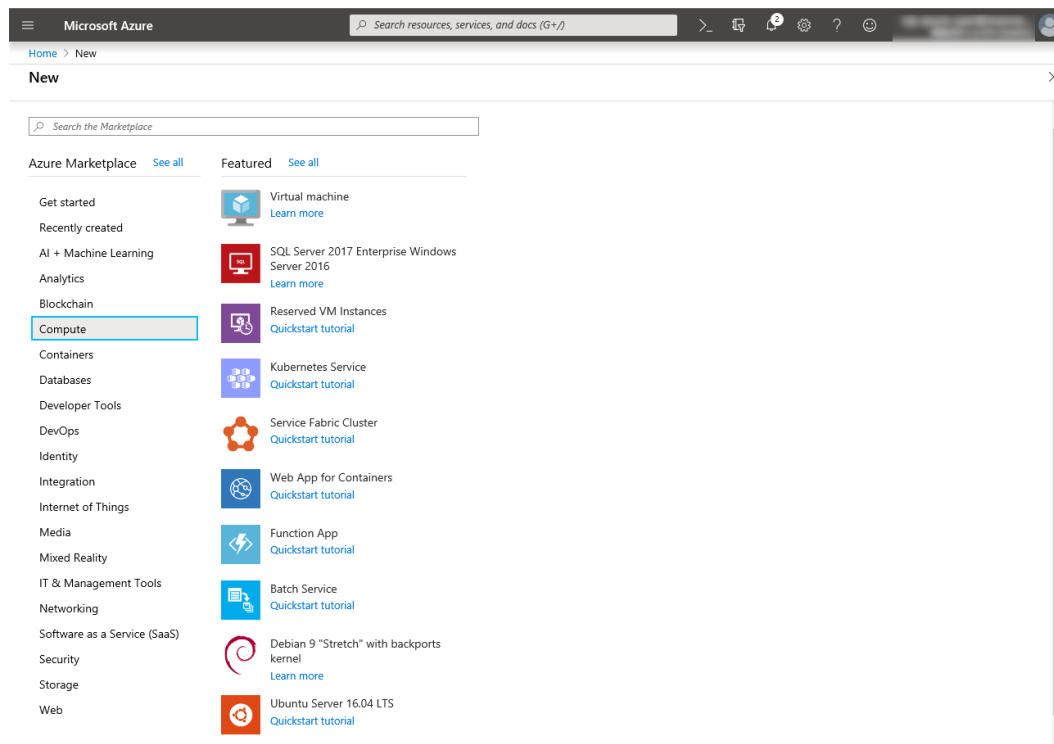 Microsoft Azure
Search resources, services, and docs (G+/)
2
Home > New
New
Search the Marketplace
Azure Marketplace See all
Get started
Recently created
AI + Machine Learning
Analytics
Blockchain
Compute
Containers
Databases
Developer Tools
DevOps
Identity
Integration
Internet of Things
Media
Mixed Reality
IT & Management Tools
Networking
Software as a Service (SaaS)
Security
Storage
Web
Featured See all
Virtual machine
Learn more
SQL
SQL Server 2017 Enterprise Windows
Server 2016
Learn more
Reserved VM Instances
Quickstart tutorial
Kubernetes Service
Quickstart tutorial
Service Fabric Cluster
Quickstart tutorial
Web App for Containers
Quickstart tutorial
Function App
Quickstart tutorial
Batch Service
Quickstart tutorial
Debian 9 "Stretch" with backports
kernel
Learn more
Ubuntu Server 16.04 LTS
Quickstart tutorial